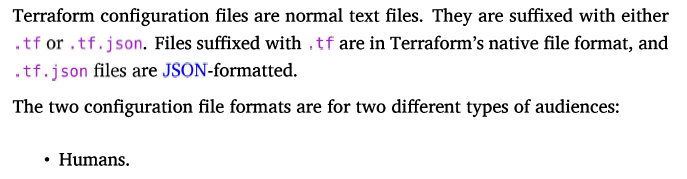 Terraform configuration files are normal text files. They are suffixed with either
.tf or .tf.json. Files suffixed with .tf are in Terraform’s native file format, and
.tf.json files are JSON-formatted.
The two configuration file formats are for two different types of audiences:
• Humans.